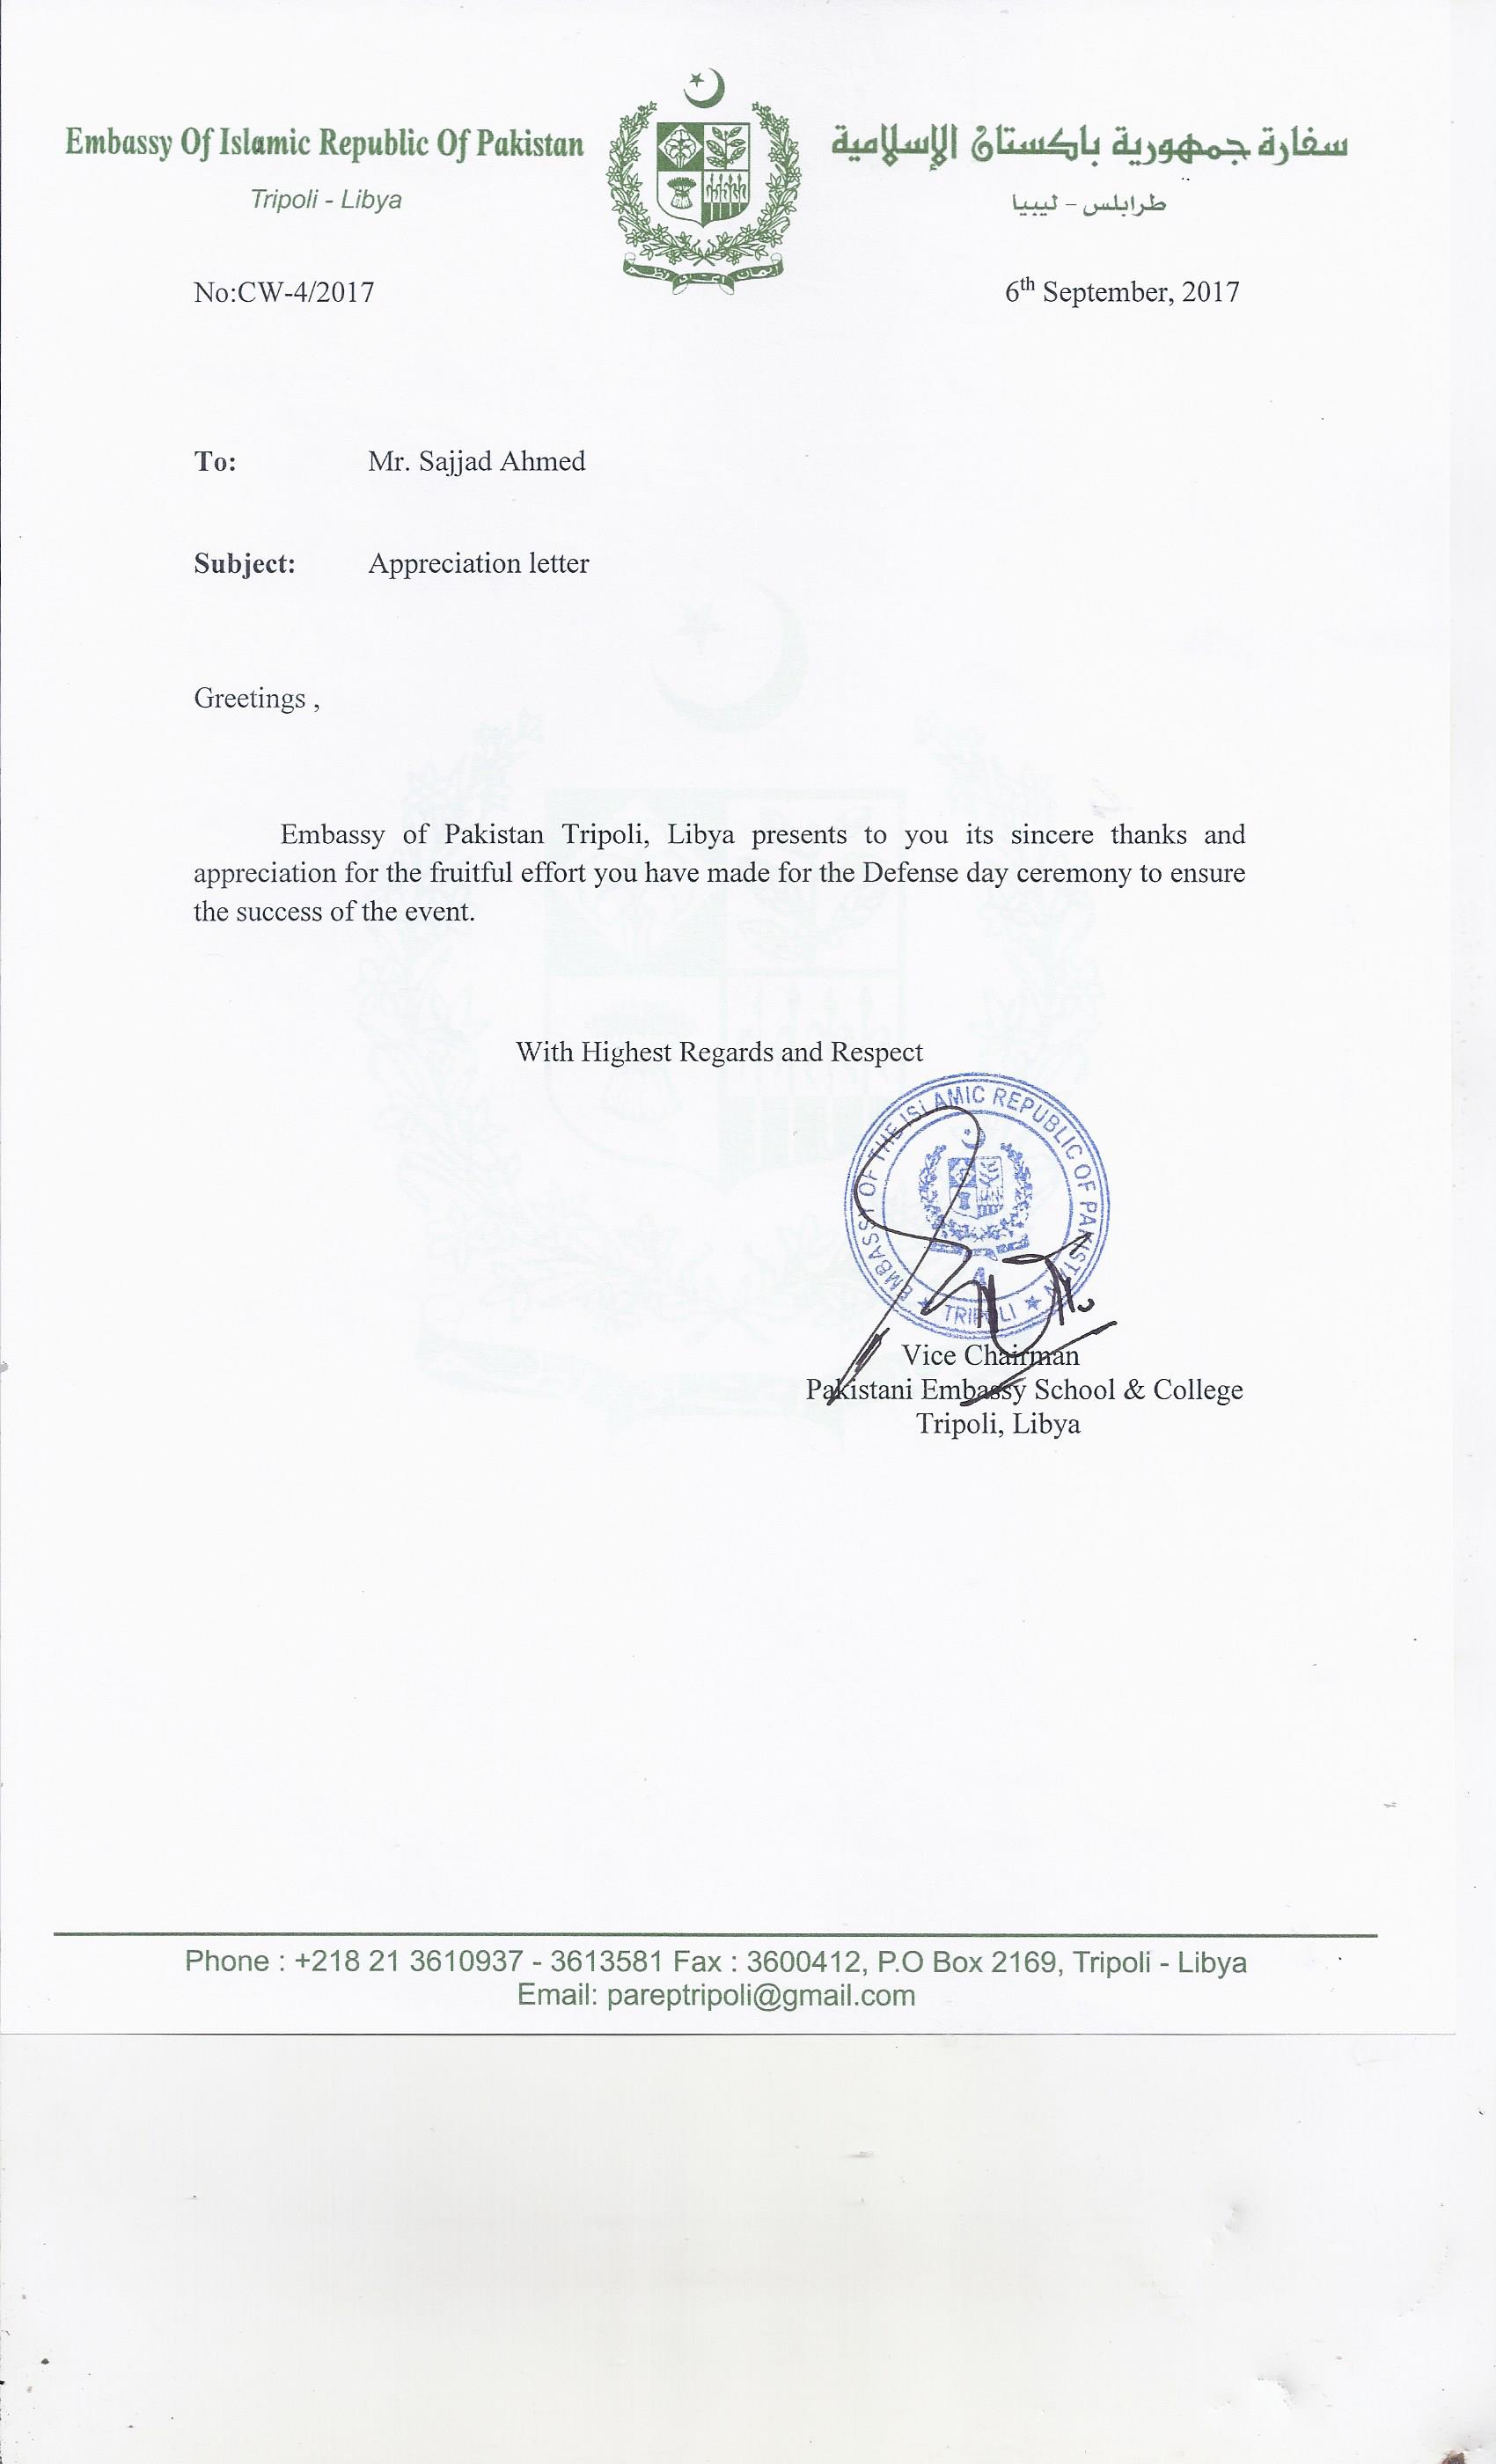 Embassy Of Islamic Republic Of Pakistan
سفارة جمهورية باكستان الإسلامية
Tripoli - Libya
طرابلس - ليبيا
No:CW-4/2017
6th September, 2017
To: Mr. Sajjad Ahmed
Subject: Appreciation letter
Greetings ,
Embassy of Pakistan Tripoli, Libya presents to you its sincere thanks and
appreciation for the fruitful effort you have made for the Defense day ceremony to ensure
the success of the event.
With Highest Regards and Respect
EMBASSY OF THE ISLAMIC REPUBLIC OF PAKISTAN
4
★ TRIPOLI ★
Vice Chairman
Pakistani Embassy School & College
Tripoli, Libya
Phone : +218 21 3610937 - 3613581 Fax : 3600412, P.O Box 2169, Tripoli - Libya
Email: pareptripoli@gmail.com